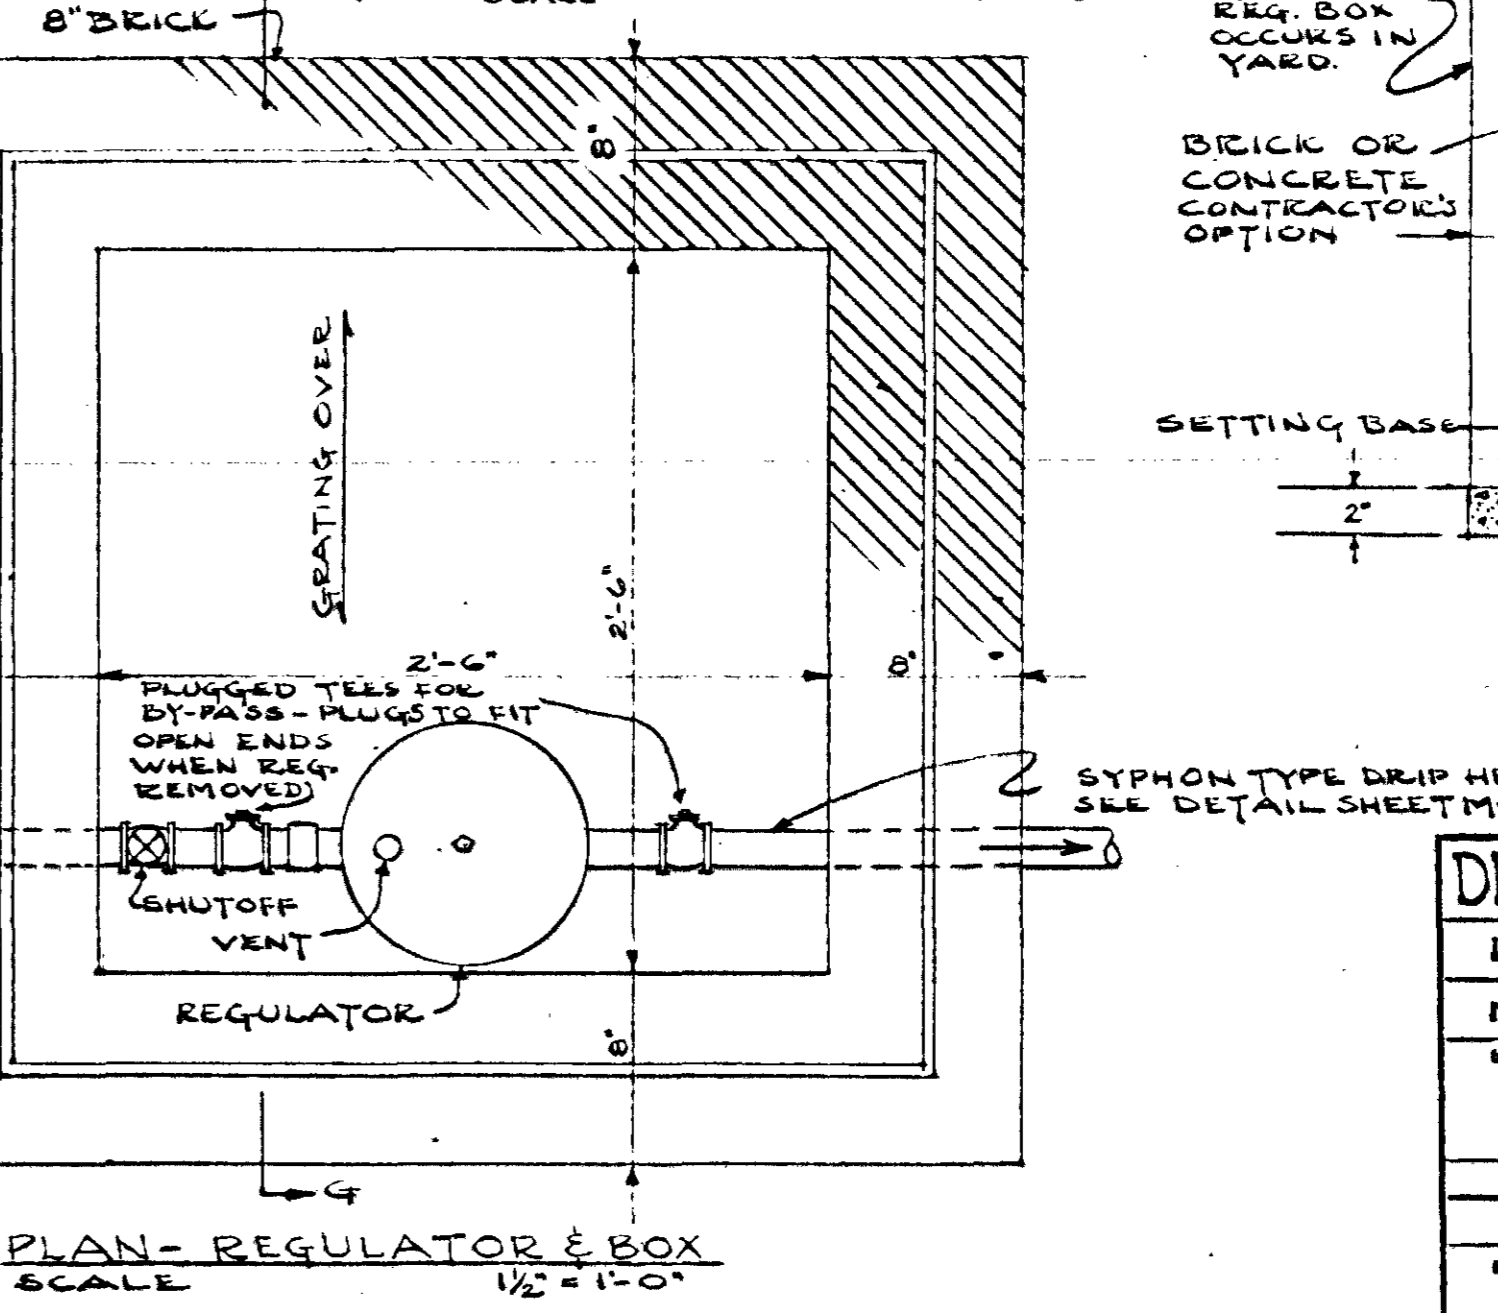 8" BRICK
REG. BOX
OCCURS IN
YARD.
BRICK OR
CONCRETE
CONTRACTOR'S
OPTION
8"
GRATING OVER
SETTING BASE
2"
2'-6"
2'-6"
8"
PLUGGED TEES FOR
BY-PASS - PLUGS TO FIT
OPEN ENDS
WHEN REG.
REMOVED)
SYPHON TYPE DRIP
SEE DETAIL SHEET
SHUTOFF
VENT
REGULATOR
8"
G
PLAN - REGULATOR & BOX
SCALE 1½" = 1'-0"